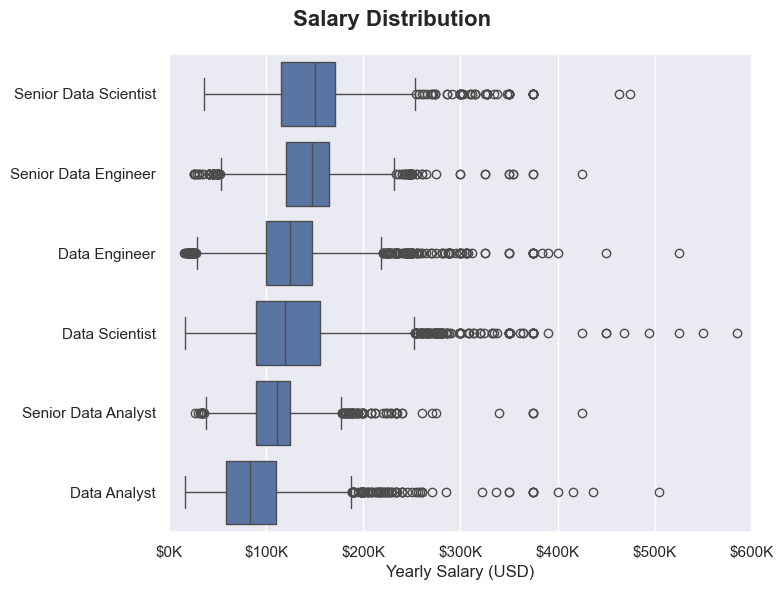 Salary Distribution
Senior Data Scientist
Senior Data Engineer
Data Engineer
Data Scientist
Senior Data Analyst
Data Analyst
$0K $100K $200K $300K $400K $500K $600K
Yearly Salary (USD)